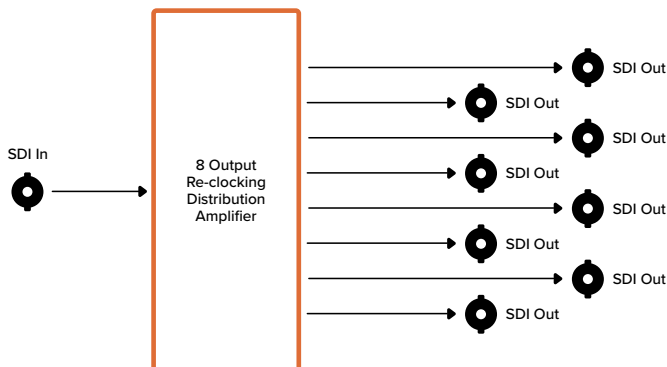 SDI Out
SDI Out
SDI Out
SDI In
8 Output
Re-clocking
Distribution
Amplifier
SDI Out
SDI Out
SDI Out
SDI Out
SDI Out